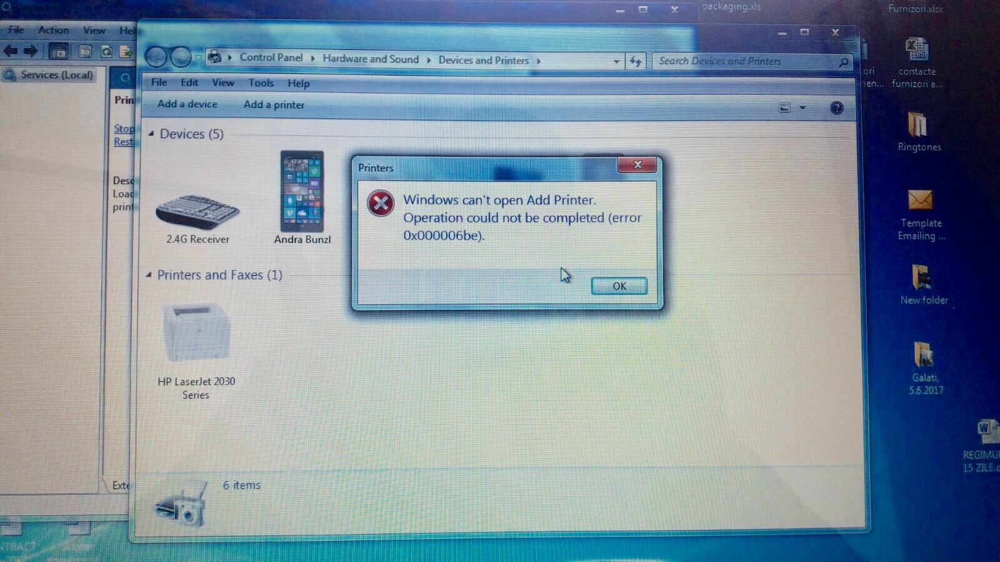 packaging.xls
Furnizori.xlsx
File Action View Hel
Services (Local)
Prin
Stop
Rest
Desc
Loac
print
Exte
Control Panel Hardware and Sound Devices and Printers
Search Devices and Printers
File Edit View Tools Help
Add a device Add a printer
Devices (5)
2.4G Receiver
Andra Bunzl
Printers and Faxes (1)
HP LaserJet 2030
Series
6 items
Printers
Windows can't open Add Printer.
Operation could not be completed (error
0x000006be).
OK
contacte
furnizori a...
Ringtones
Template
Emailing ...
New folder
Galati,
5.6.2017
REGIMU
15 ZILE.